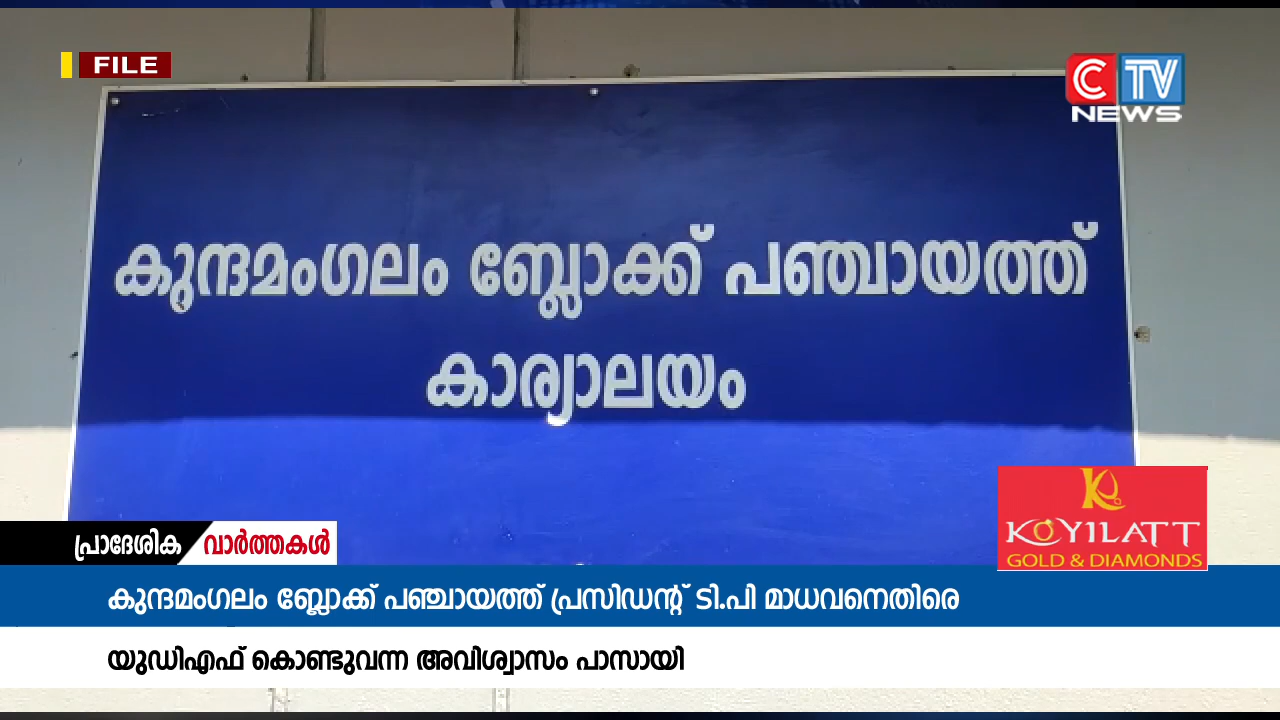 FILE
C TV
NEWS
കുന്ദമംഗലം ബ്ലോക്ക് പഞ്ചായത്ത്
കാര്യാലയം
KOYILATT
GOLD & DIAMONDS
പ്രാദേശിക വാർത്തകൾ
കുന്ദമംഗലം ബ്ലോക്ക് പഞ്ചായത്ത് പ്രസിഡന്റ് ടി.പി മാധവനെതിരെ
യുഡിഎഫ് കൊണ്ടുവന്ന അവിശ്വാസം പാസായി